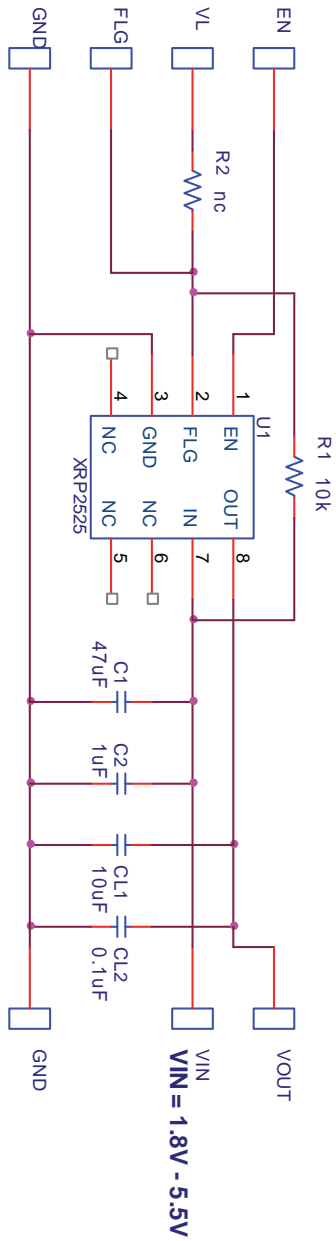 EN
VL
FLG
GND
R2 nc
R1 10k
U1
1
2
3
4
EN
FLG
GND
NC
OUT
IN
NC
NC
8
7
6
5
XRP2525
C1
47uF
C2
1uF
CL1
10uF
CL2
0.1uF
VOUT
VIN
VIN = 1.8V - 5.5V
GND